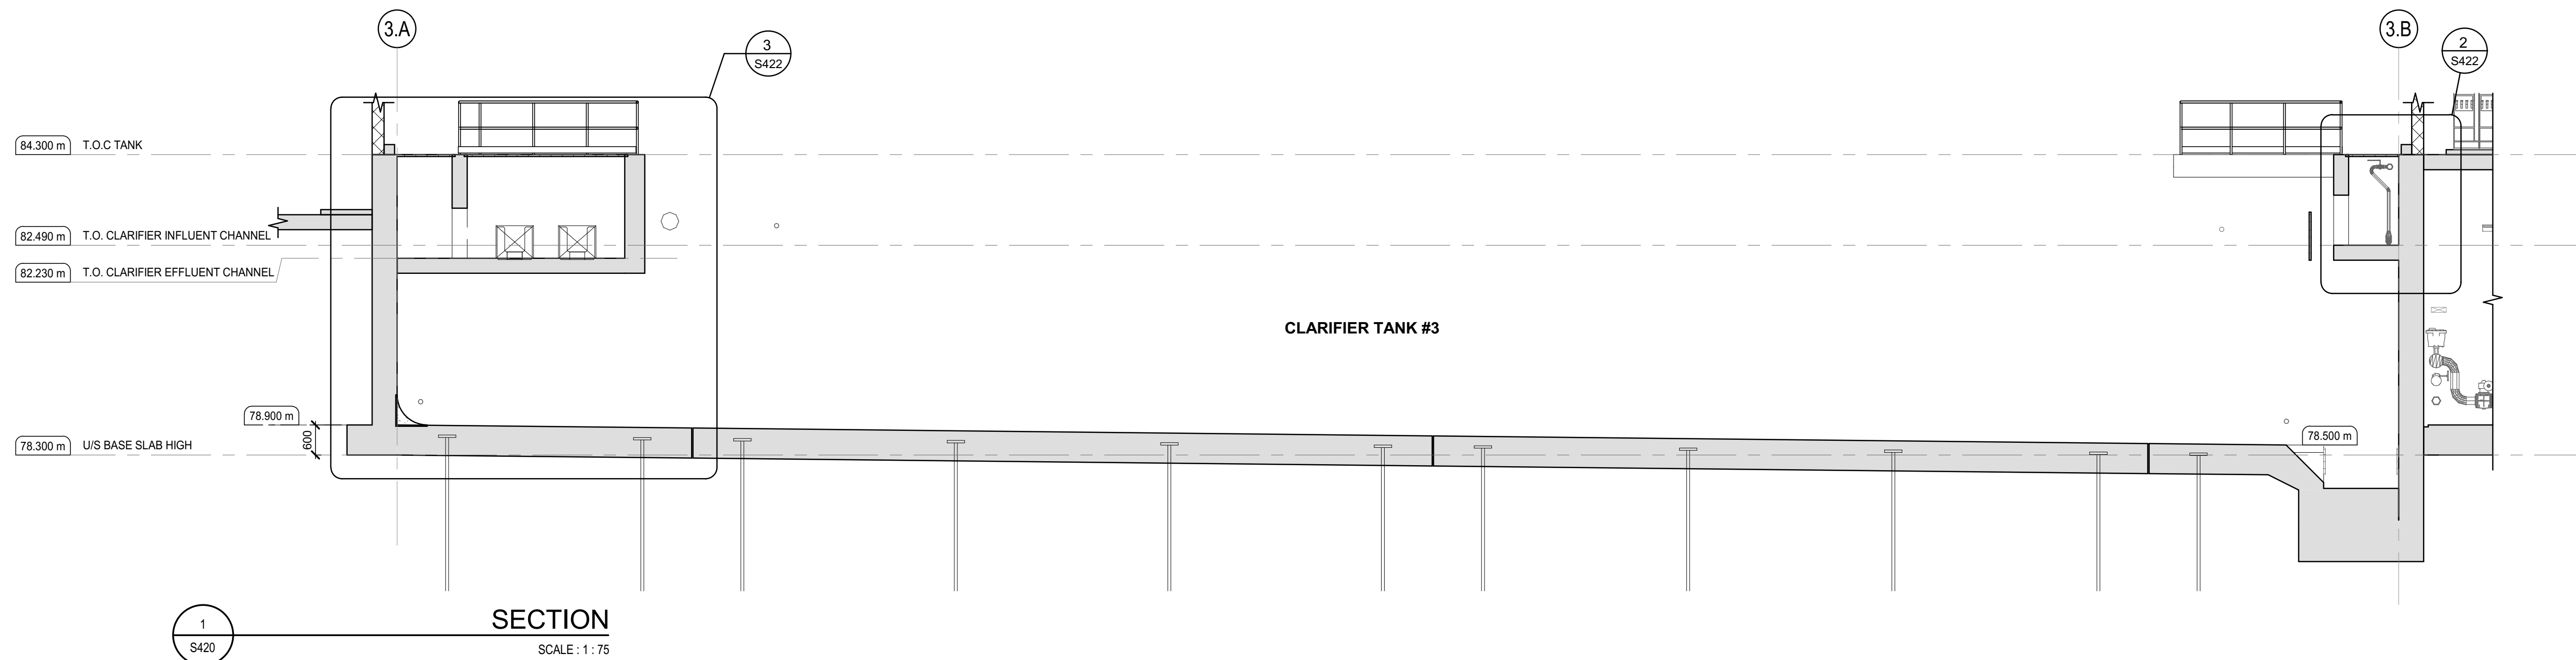 3.A
3.B
3
S422
2
S422
84.300 m T.O.C TANK
82.490 m T.O. CLARIFIER INFLUENT CHANNEL
82.230 m T.O. CLARIFIER EFFLUENT CHANNEL
CLARIFIER TANK #3
78.900 m
600
78.300 m U/S BASE SLAB HIGH
78.500 m
1
S420
SECTION
SCALE : 1 : 75